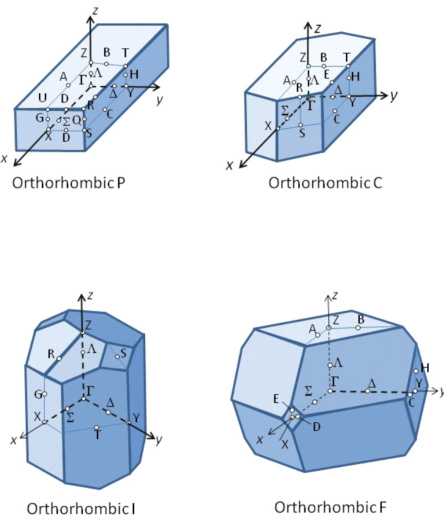 z
Z B T
A Γ Λ H
U D R Δ Y y
G Σ Q C
X D S
x
Orthorhombic P
z
Z B T
A Λ E H
R Γ Δ Y y
Σ C
X S
x
Orthorhombic C
z
Z
R Λ S
G Γ
X Σ Δ Y
x T y
Orthorhombic I
z
Z B
A
Λ H
Σ Γ Δ Y y
E C
x X D
Orthorhombic F